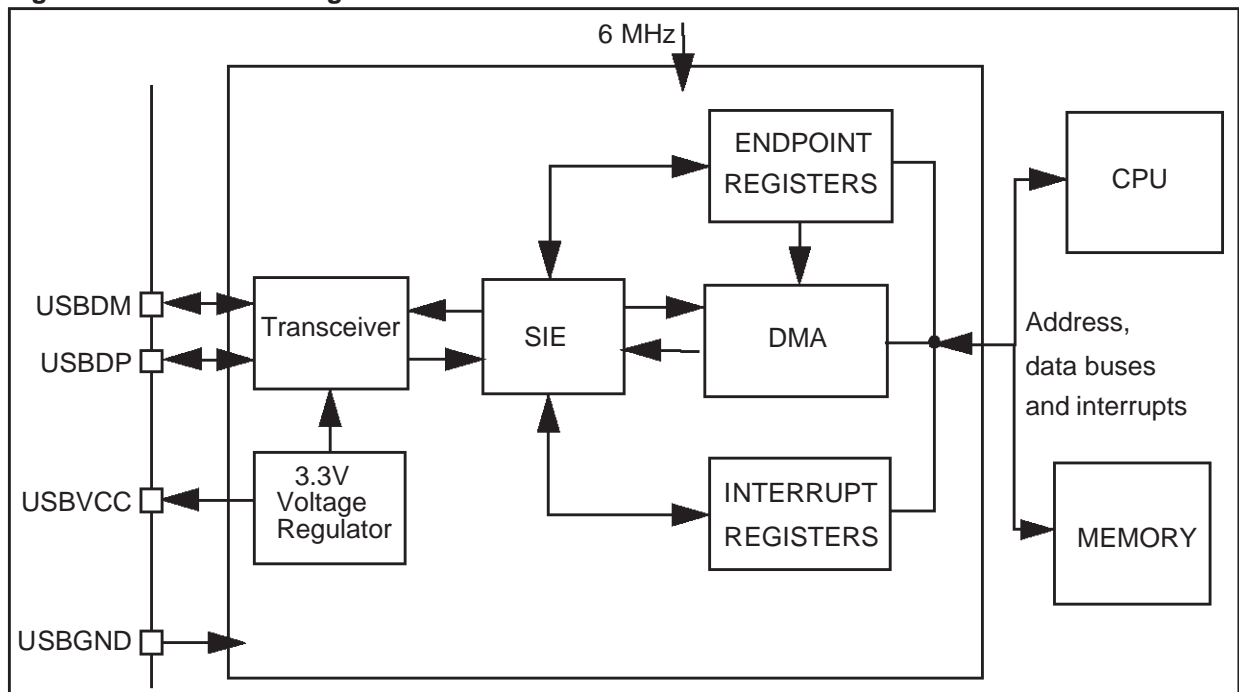 6 MHz
ENDPOINT
REGISTERS
CPU
USBDM
Transceiver
SIE
DMA
Address,
data buses
and interrupts
USBDP
3.3V
Voltage
Regulator
USBVCC
INTERRUPT
REGISTERS
MEMORY
USBGND